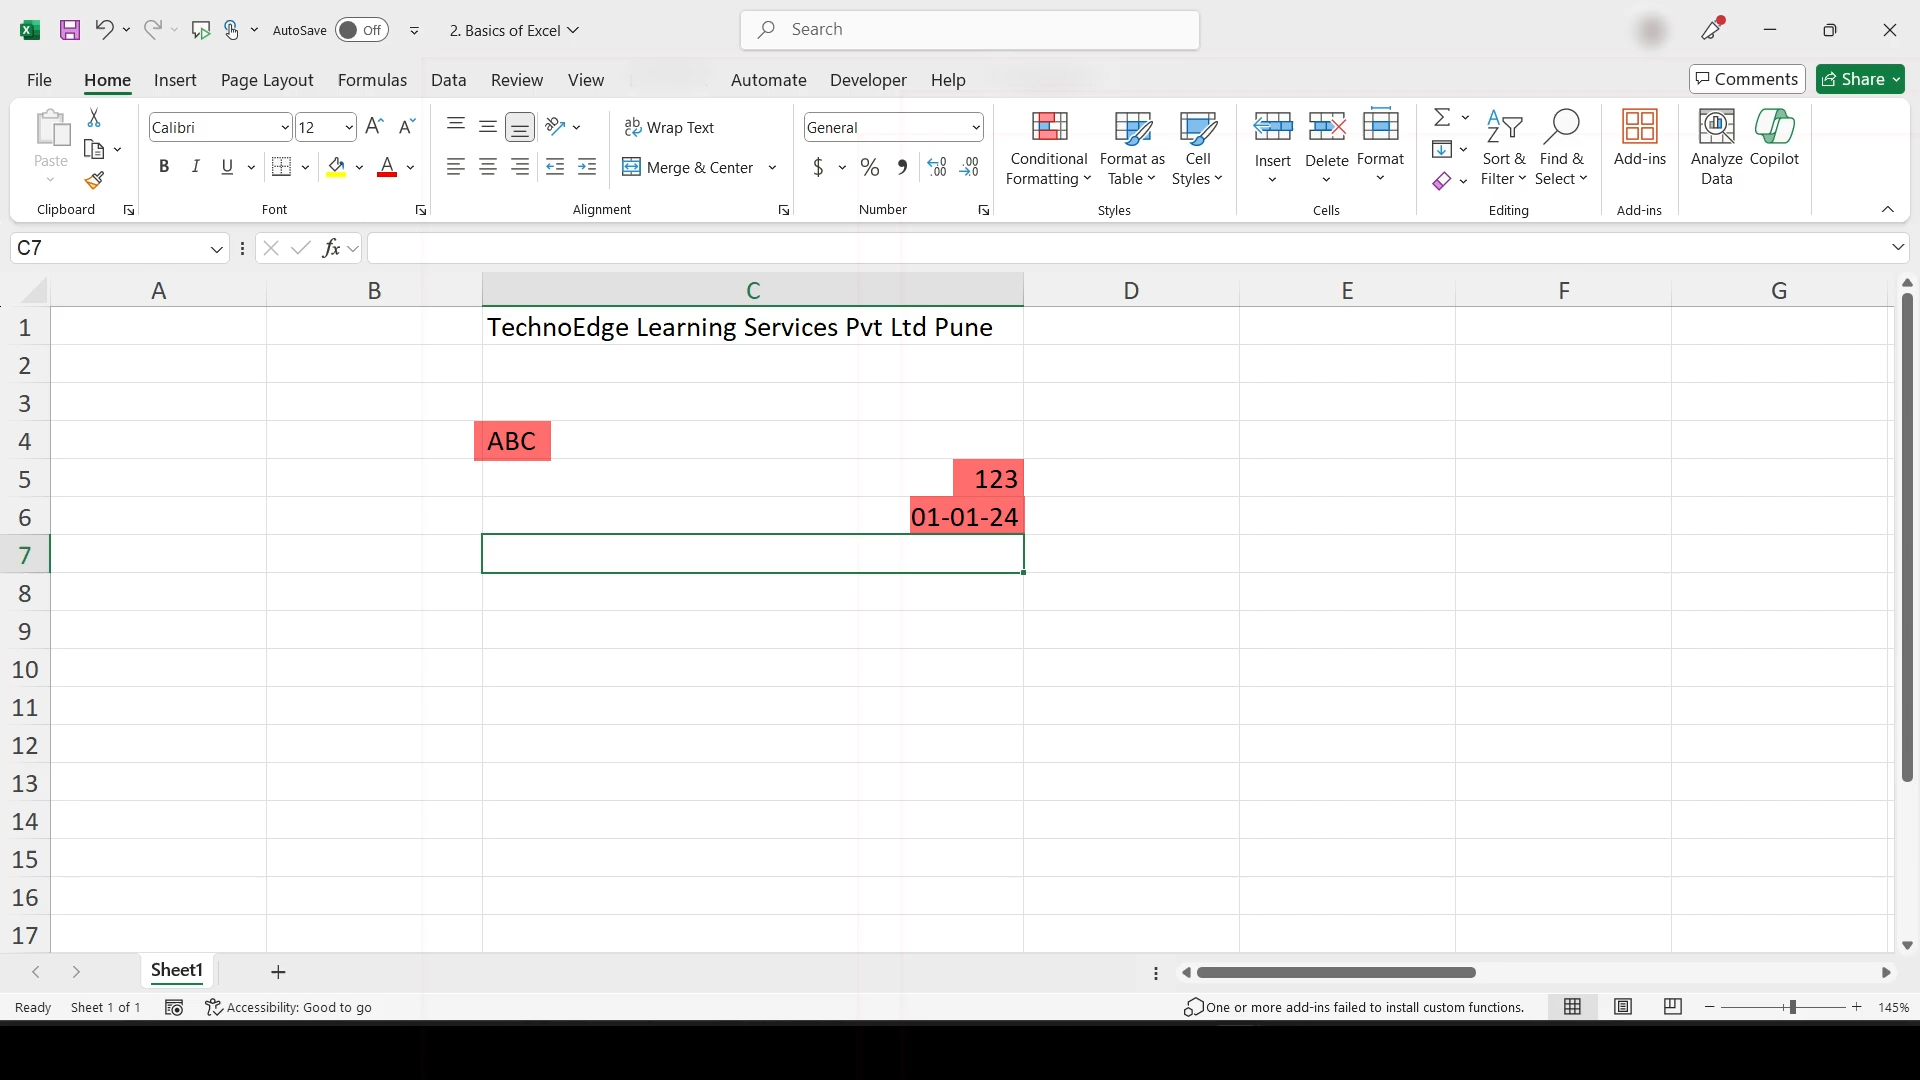 AutoSave Off 2. Basics of Excel Search
File Home Insert Page Layout Formulas Data Review View Automate Developer Help Comments Share
Paste Calibri 12 Wrap Text General Conditional Formatting Format as Table Cell Styles Insert Delete Format Sort & Filter Find & Select Add-ins Analyze Data Copilot
B I U A Merge & Center $ % , .00
Clipboard Font Alignment Number Styles Cells Editing Add-ins
C7 fx
A B C D E F G
1 TechnoEdge Learning Services Pvt Ltd Pune
2
3
4 ABC
5 123
6 01-01-24
7
8
9
10
11
12
13
14
15
16
17
Sheet1
Ready Sheet 1 of 1 Accessibility: Good to go One or more add-ins failed to install custom functions. 145%